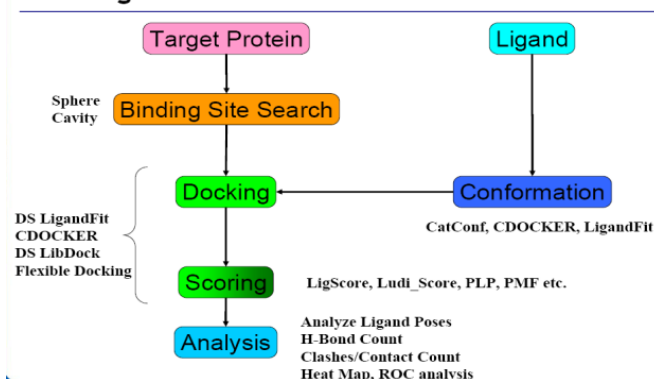 Target Protein
Ligand
Sphere
Cavity
Binding Site Search
Docking
Conformation
CatConf, CDOCKER, LigandFit
DS LigandFit
CDOCKER
DS LibDock
Flexible Docking
Scoring
LigScore, Ludi_Score, PLP, PMF etc.
Analysis
Analyze Ligand Poses
H-Bond Count
Clashes/Contact Count
Heat Map, ROC analysis